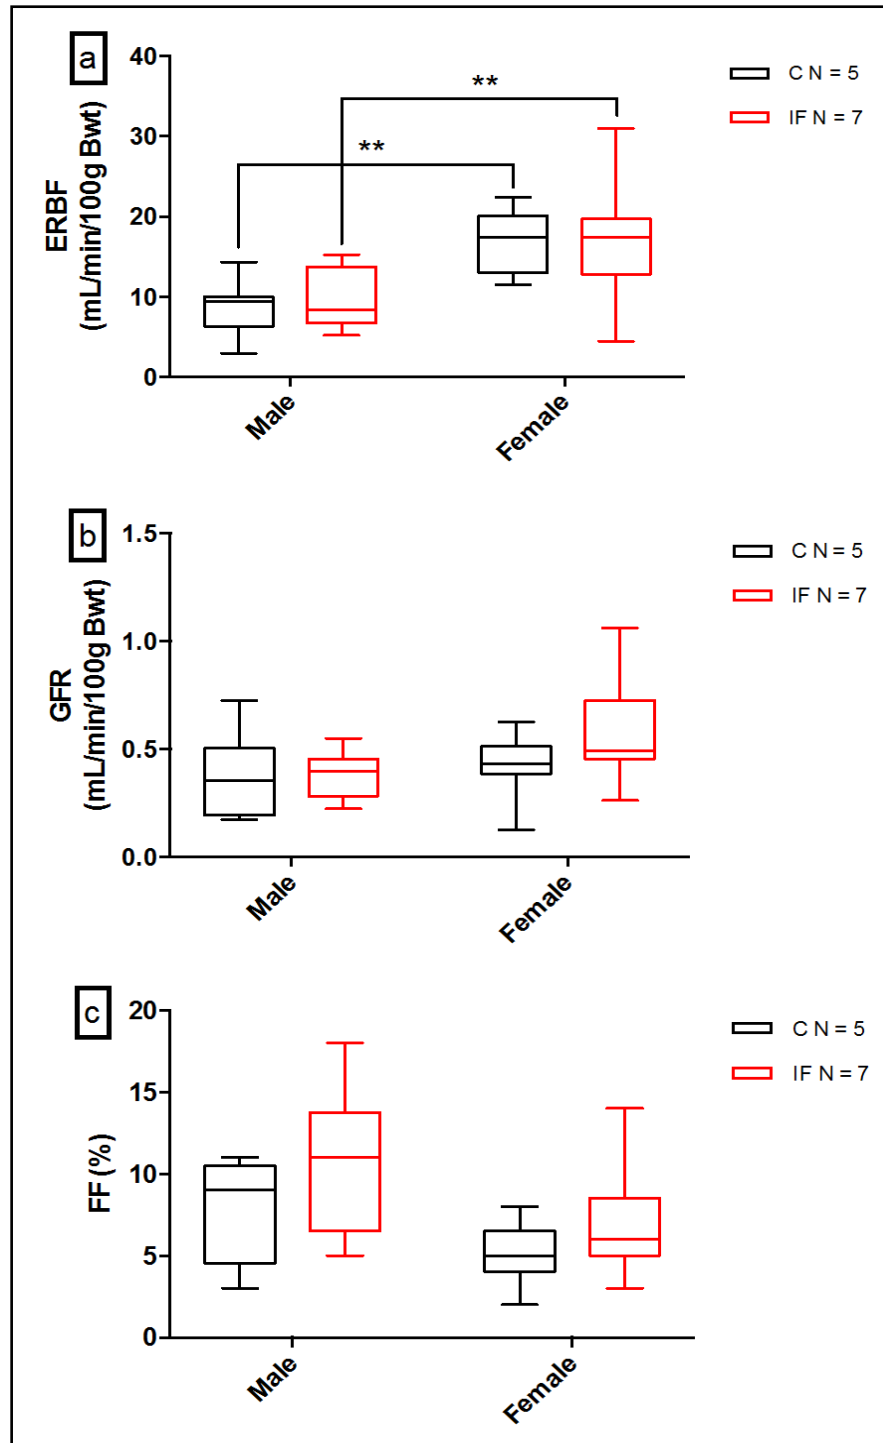 a
40
30
20
10
0
ERBF
(mL/min/100g Bwt)
**
**
Male
Female
C N = 5
IF N = 7
b
1.5
1.0
0.5
0.0
GFR
(mL/min/100g Bwt)
Male
Female
C N = 5
IF N = 7
c
20
15
10
5
0
FF (%)
Male
Female
C N = 5
IF N = 7